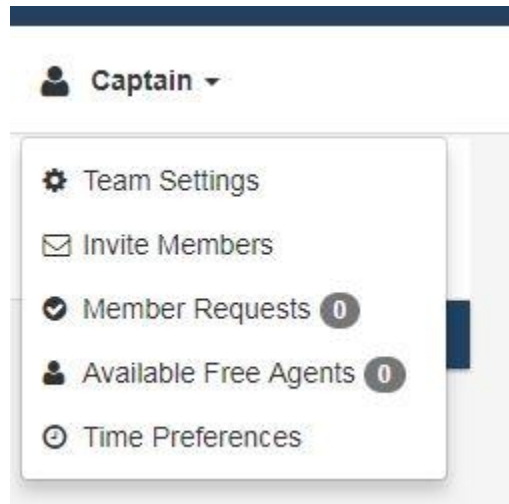 Captain
Team Settings
Invite Members
Member Requests 0
Available Free Agents 0
Time Preferences